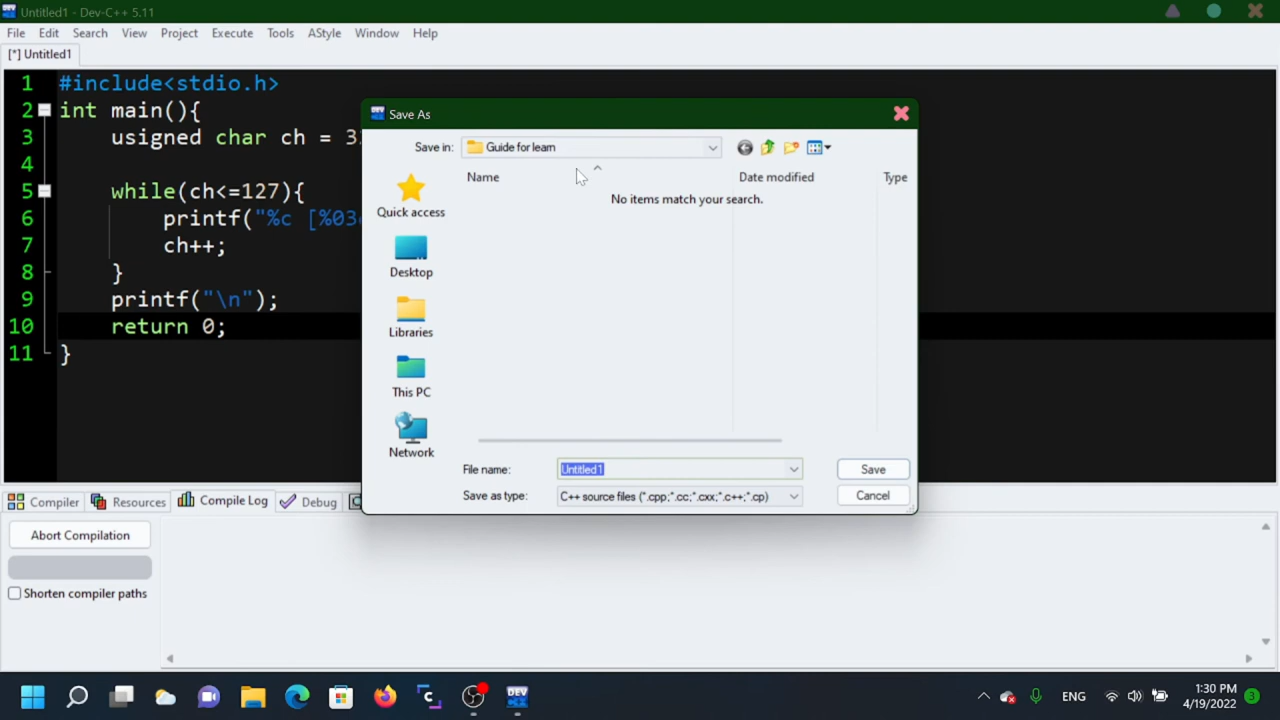 Untitled1 - Dev-C++ 5.11
File Edit Search View Project Execute Tools AStyle Window Help
[*] Untitled1
1 #include<stdio.h>
2 int main(){
3 usigned char ch =
4
5 while(ch<=127){
6 printf("%c [%03
7 ch++;
8 }
9 printf("\n");
10 return 0;
11 }
Save As
Save in: Guide for learn
Name Date modified Type
No items match your search.
Quick access
Desktop
Libraries
This PC
Network
File name: Untitled1 Save
Save as type: C++ source files (*.cpp;*.cc;*.cxx;*.c++;*.cp) Cancel
Compiler Resources Compile Log Debug
Abort Compilation
Shorten compiler paths
DEV C++
ENG
1:30 PM
4/19/2022
3